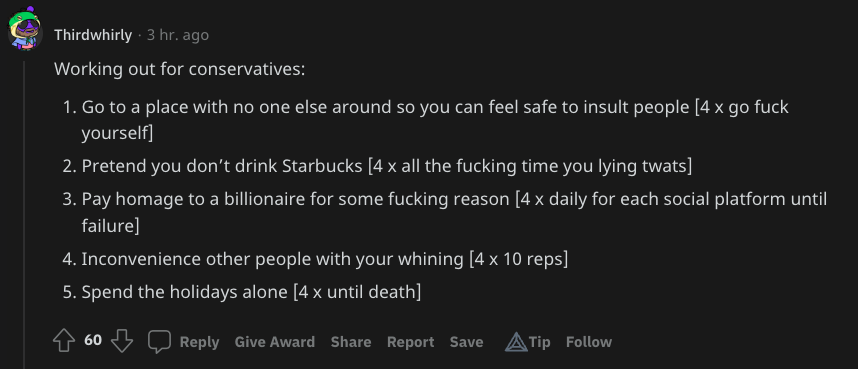 Thirdwhirly · 3 hr. ago
Working out for conservatives:
1. Go to a place with no one else around so you can feel safe to insult people [4 x go fuck
yourself]
2. Pretend you don’t drink Starbucks [4 x all the fucking time you lying twats]
3. Pay homage to a billionaire for some fucking reason [4 x daily for each social platform until
failure]
4. Inconvenience other people with your whining [4 x 10 reps]
5. Spend the holidays alone [4 x until death]
60 Reply Give Award Share Report Save Tip Follow